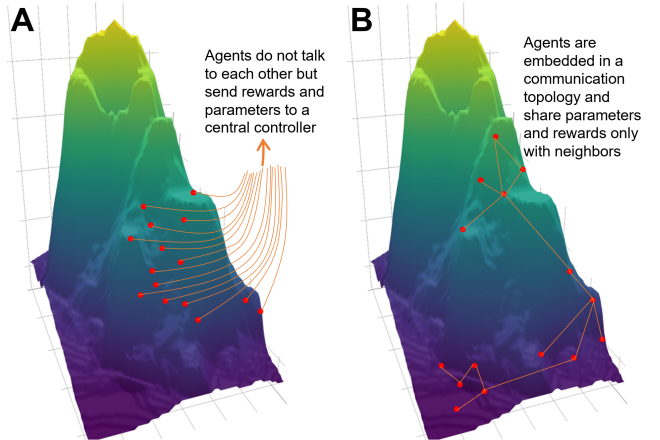 A
Agents do not talk
to each other but
send rewards and
parameters to a
central controller
B
Agents are
embedded in a
communication
topology and
share parameters
and rewards only
with neighbors